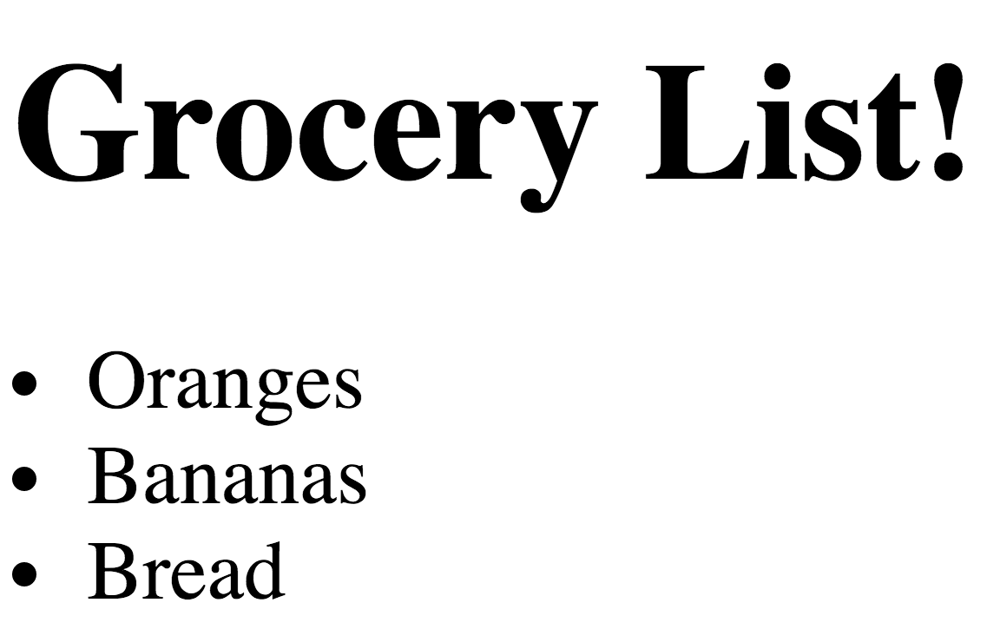 Grocery List!
• Oranges
• Bananas
• Bread